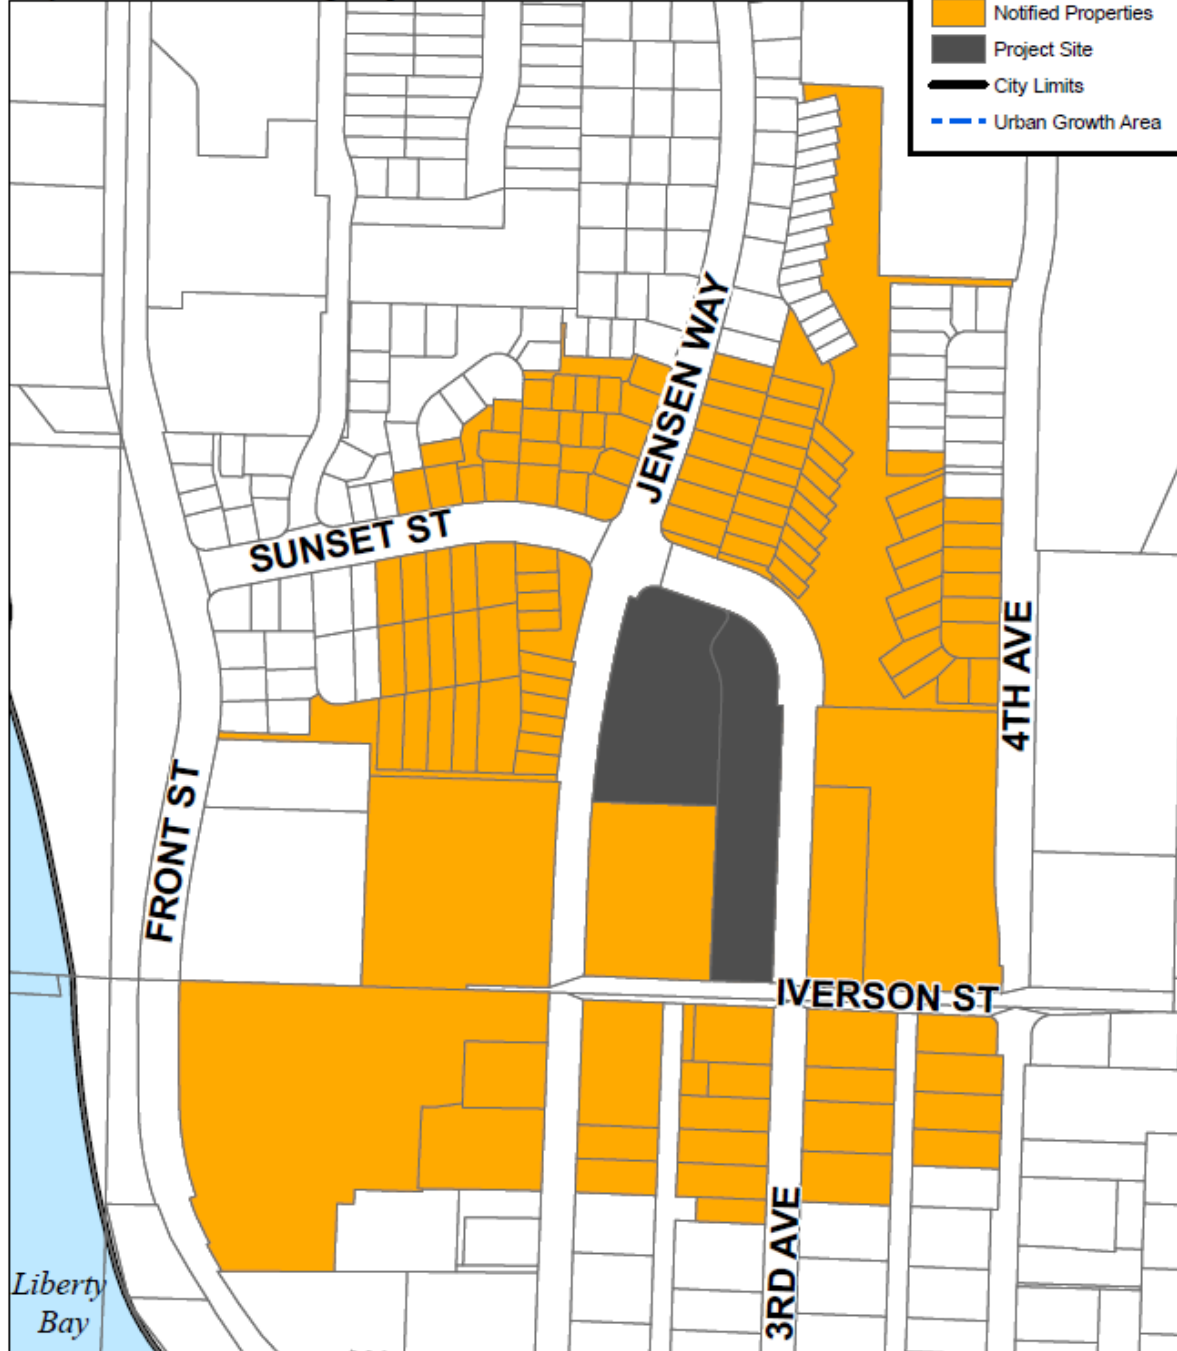 Notified Properties
Project Site
City Limits
Urban Growth Area
JENSEN WAY
SUNSET ST
4TH AVE
FRONT ST
IVERSON ST
3RD AVE
Liberty
Bay